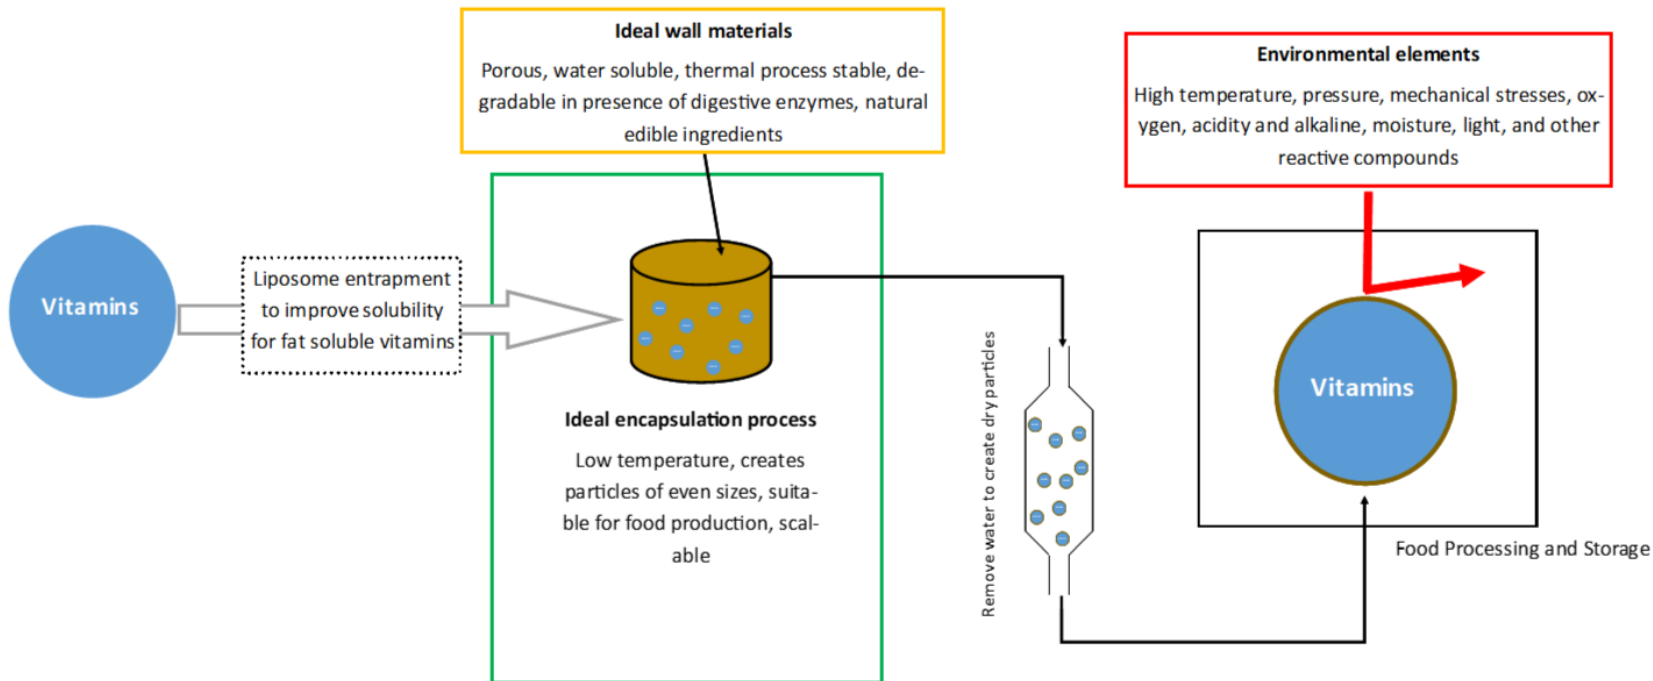 Ideal wall materials
Porous, water soluble, thermal process stable, de-
gradable in presence of digestive enzymes, natural
edible ingredients
Environmental elements
High temperature, pressure, mechanical stresses, ox-
ygen, acidity and alkaline, moisture, light, and other
reactive compounds
Vitamins
Liposome entrapment
to improve solubility
for fat soluble vitamins
Ideal encapsulation process
Low temperature, creates
particles of even sizes, suita-
ble for food production, scal-
able
Remove water to create dry particles
Vitamins
Food Processing and Storage